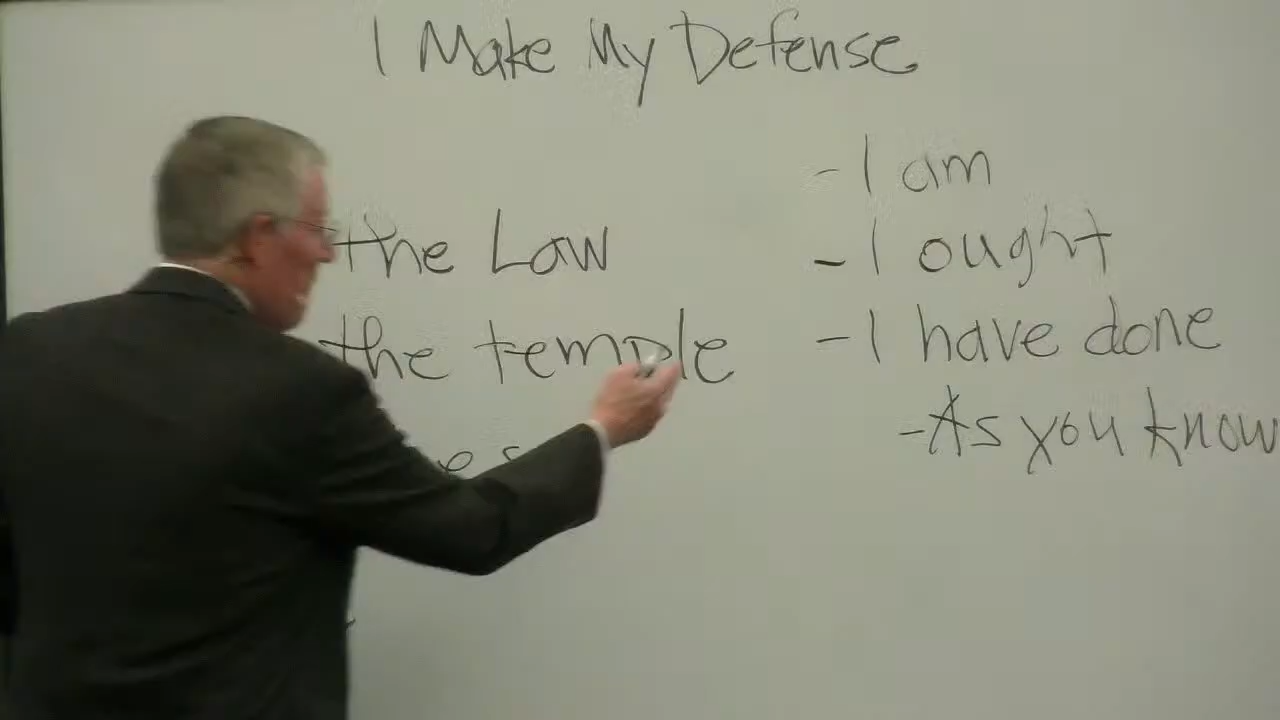 I Make My Defense
the Law
the temple
- I am
- I ought
- I have done
- As you know